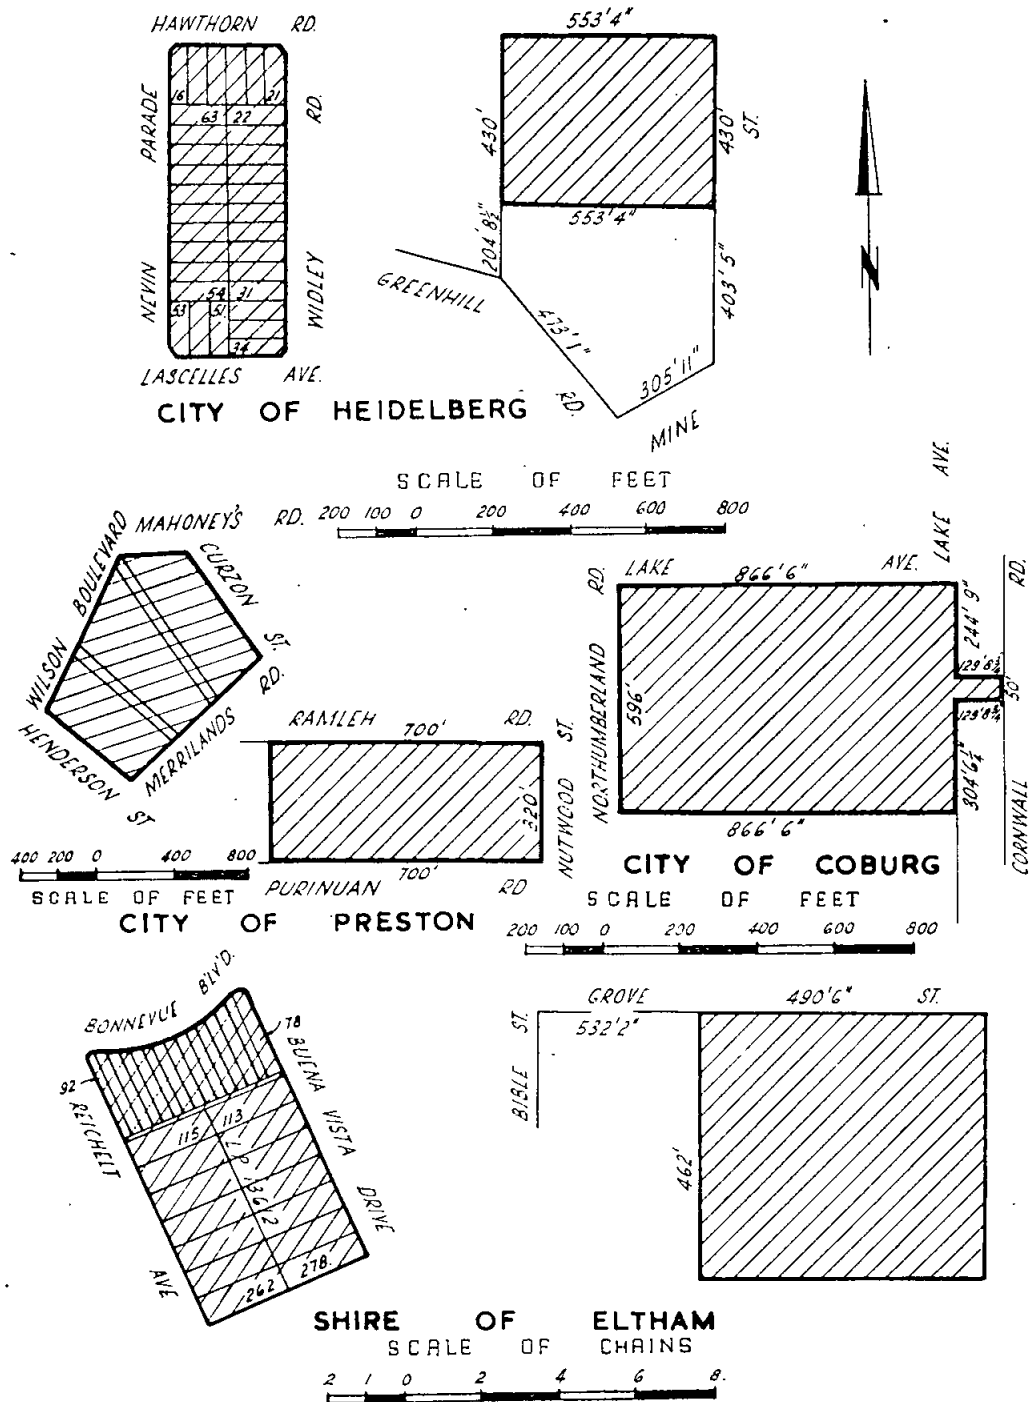 HAWTHORN RD.
16
21
63 22
PARADE
RD.
NEVIN
WIDLEY
54 31
53
51
34
LASCELLES AVE.
553'4"
430'
430'
ST.
553'4"
204'8½"
403'5"
GREENHILL
473'1"
305'11"
RD.
MINE
N
CITY OF HEIDELBERG
SCALE OF FEET
200 100 0 200 400 600 800
MAHONEY'S RD.
BOULEVARD
WILSON
CURZON
ST.
RD.
MERRILANDS
HENDERSON
ST
RAMLEH RD.
700'
320'
NUTWOOD ST.
700'
PURINUAN RD
400 200 0 400 800
SCALE OF FEET
CITY OF PRESTON
LAKE AVE.
LAKE AVE.
866'6"
NORTHUMBERLAND RD.
596'
244'9"
129'8¾"
50'
129'8¾"
304'6¼"
866'6"
CORNWALL RD.
CITY OF COBURG
SCALE OF FEET
200 100 0 200 400 600 800
BONNEVUE BLV'D.
78
92
BUENA VISTA DRIVE
REICHELT AVE
115 113
LP 13612
262 278
GROVE ST.
490'6"
532'2"
BIBLE ST.
462'
SHIRE OF ELTHAM
SCALE OF CHAINS
2 1 0 2 4 6 8.